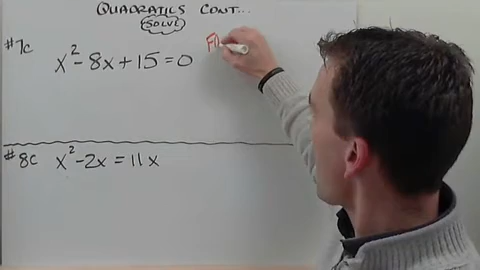 QUADRATICS CONT...
SOLVE
#7c x² - 8x + 15 = 0
#8c x² - 2x = 11x